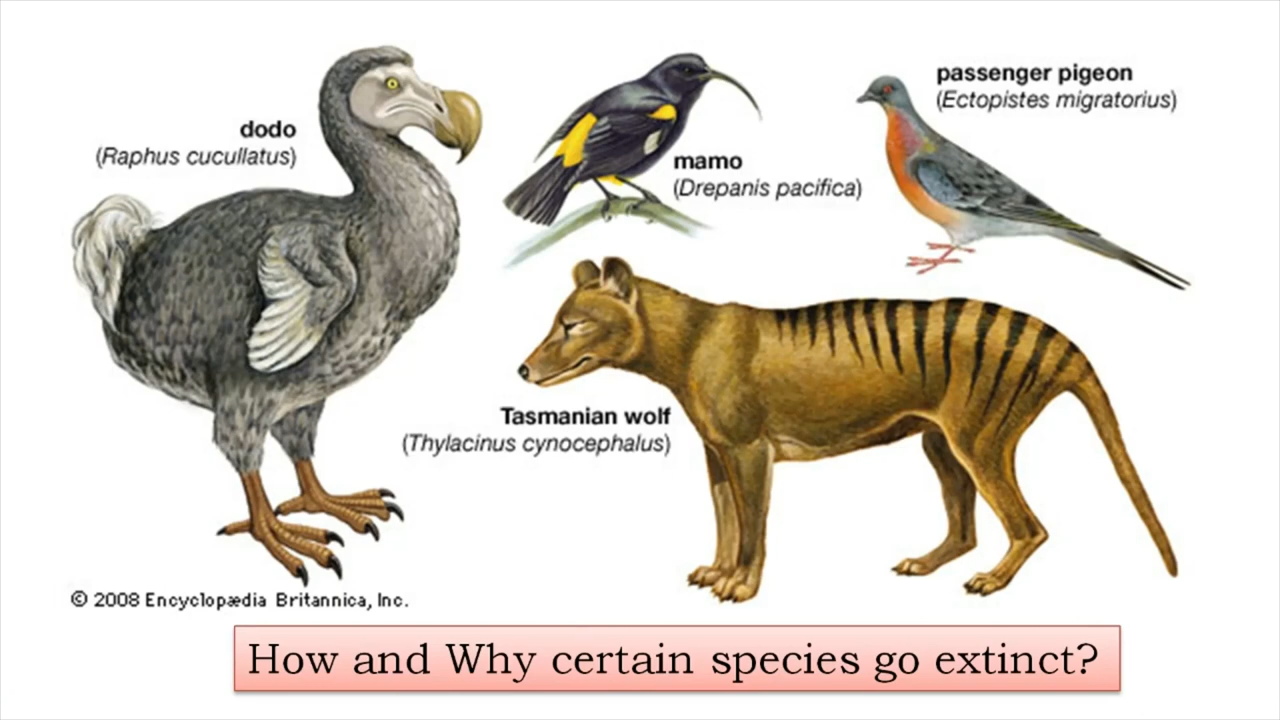 dodo
(Raphus cucullatus)
mamo
(Drepanis pacifica)
passenger pigeon
(Ectopistes migratorius)
Tasmanian wolf
(Thylacinus cynocephalus)
© 2008 Encyclopædia Britannica, Inc.
How and Why certain species go extinct?